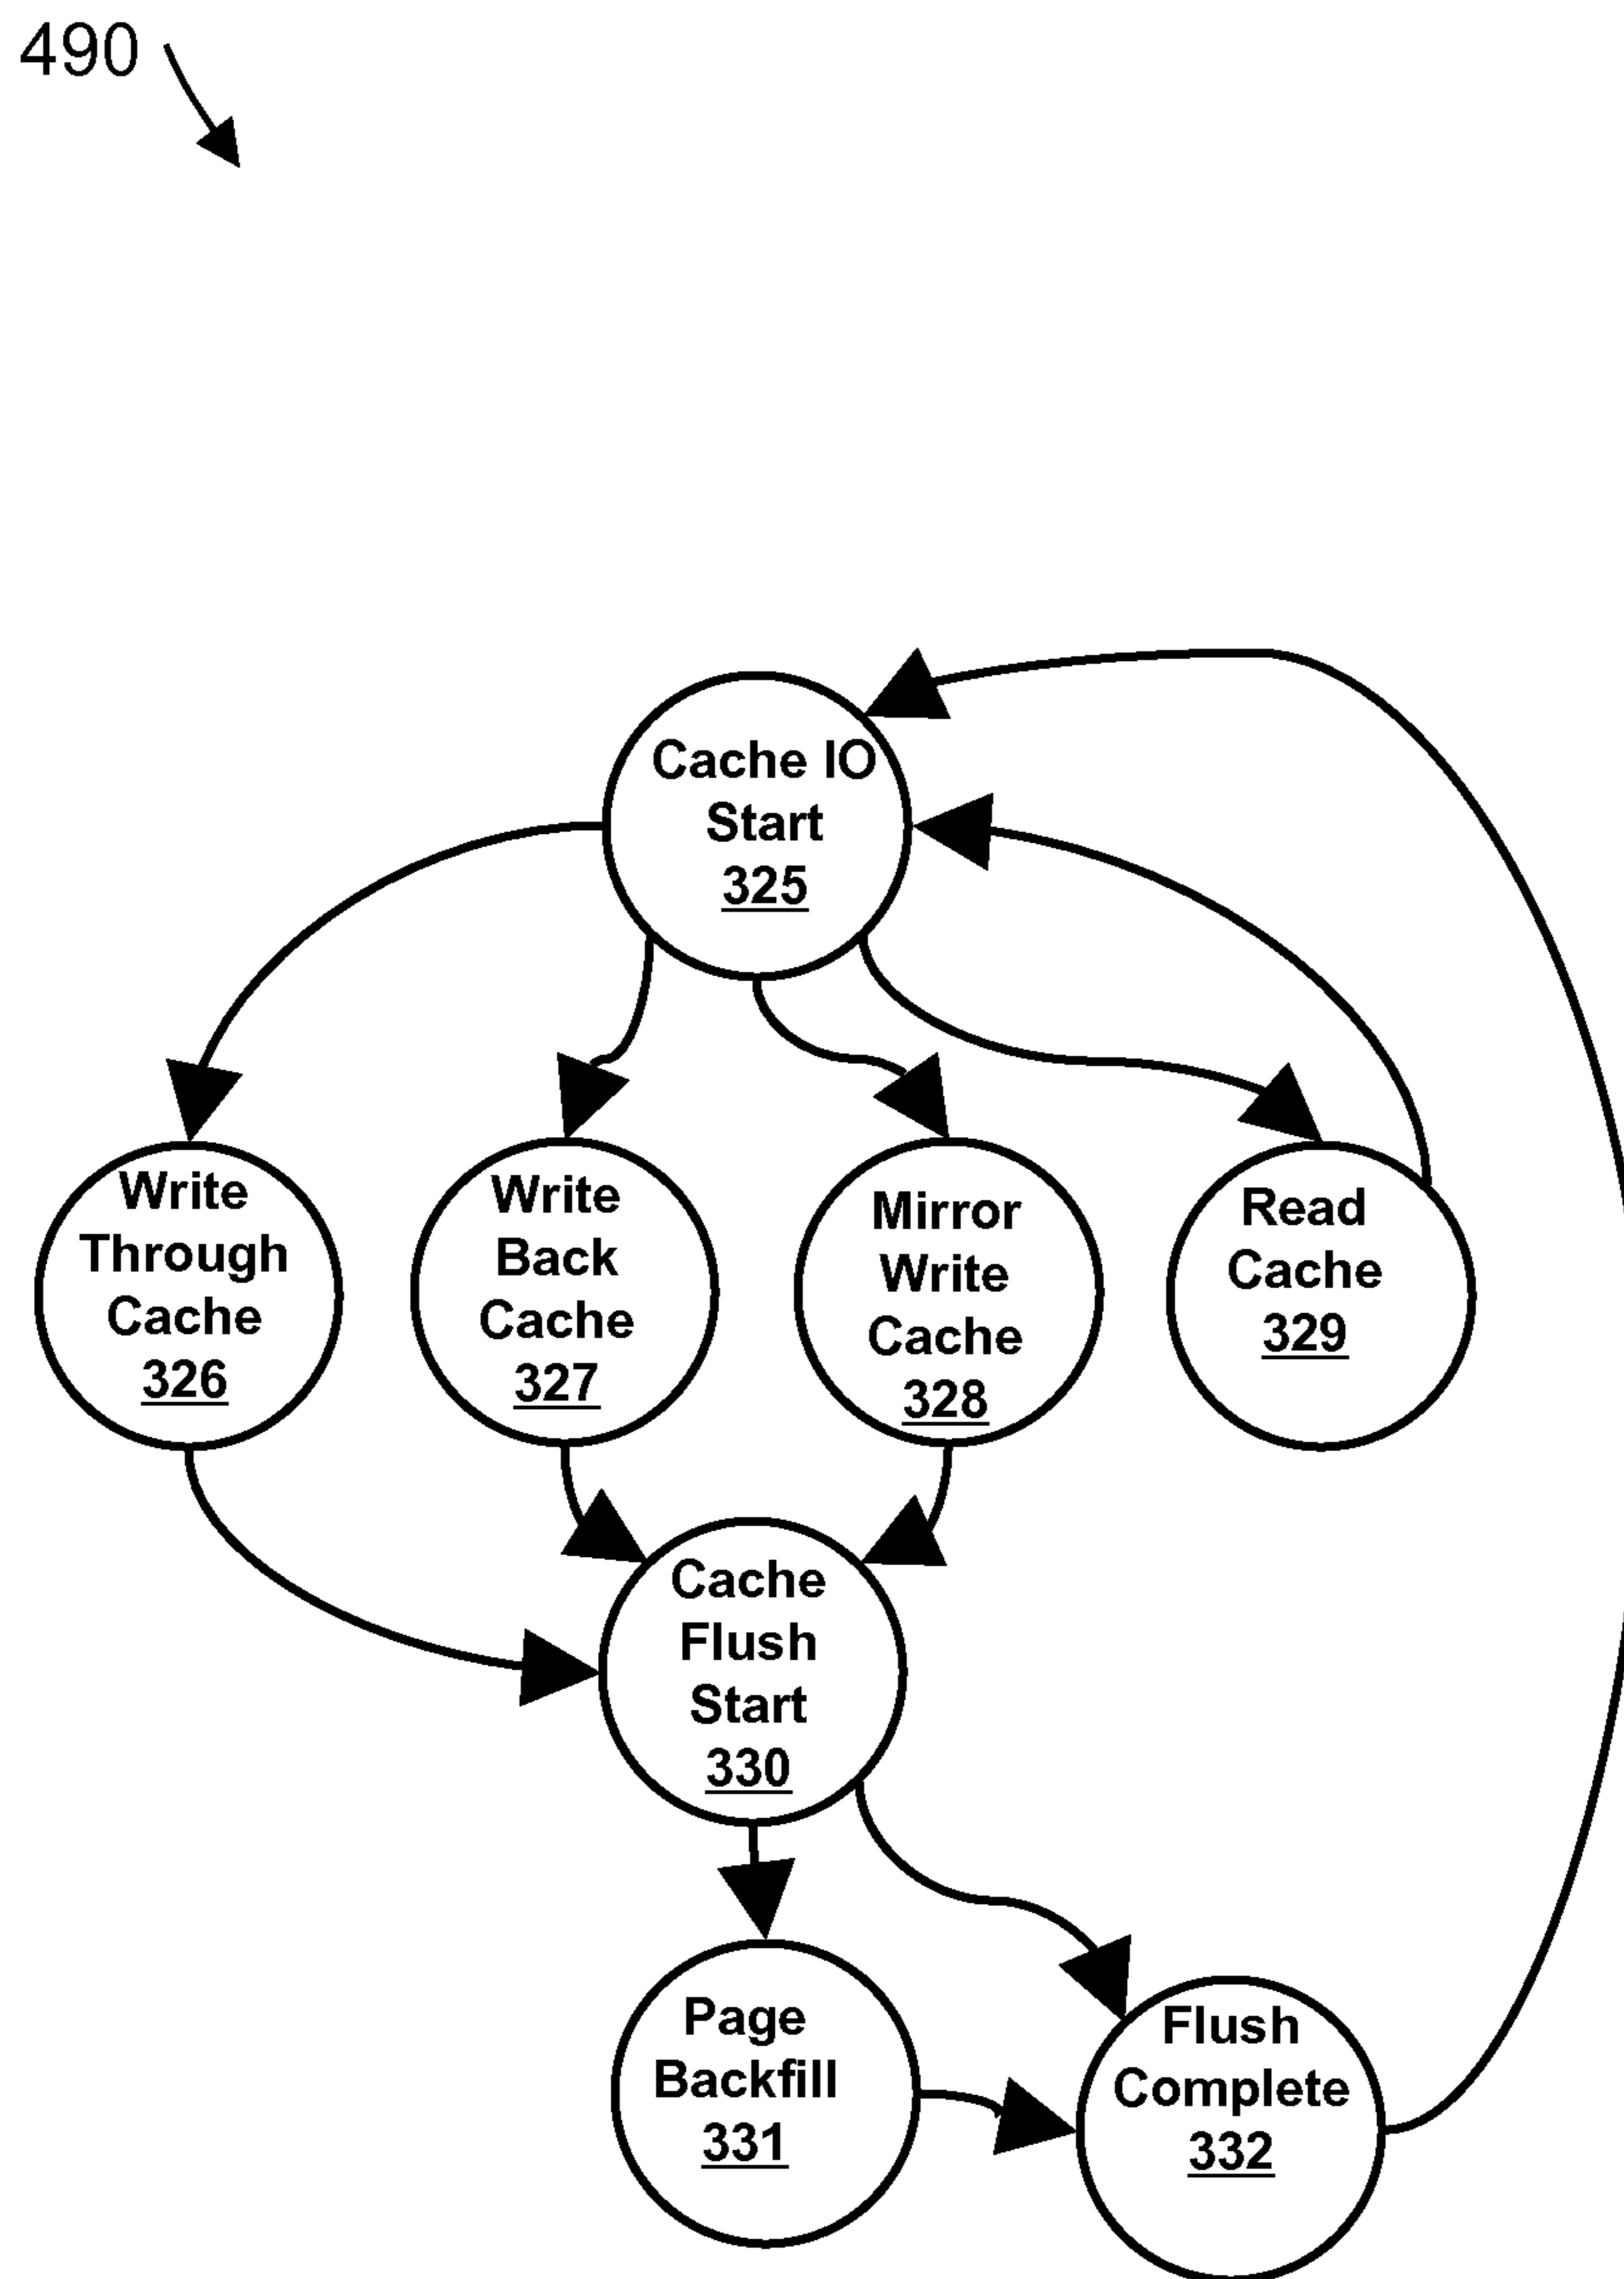 490
Cache IO
Start
325
Write
Through
Cache
326
Write
Back
Cache
327
Mirror
Write
Cache
328
Read
Cache
329
Cache
Flush
Start
330
Page
Backfill
331
Flush
Complete
332